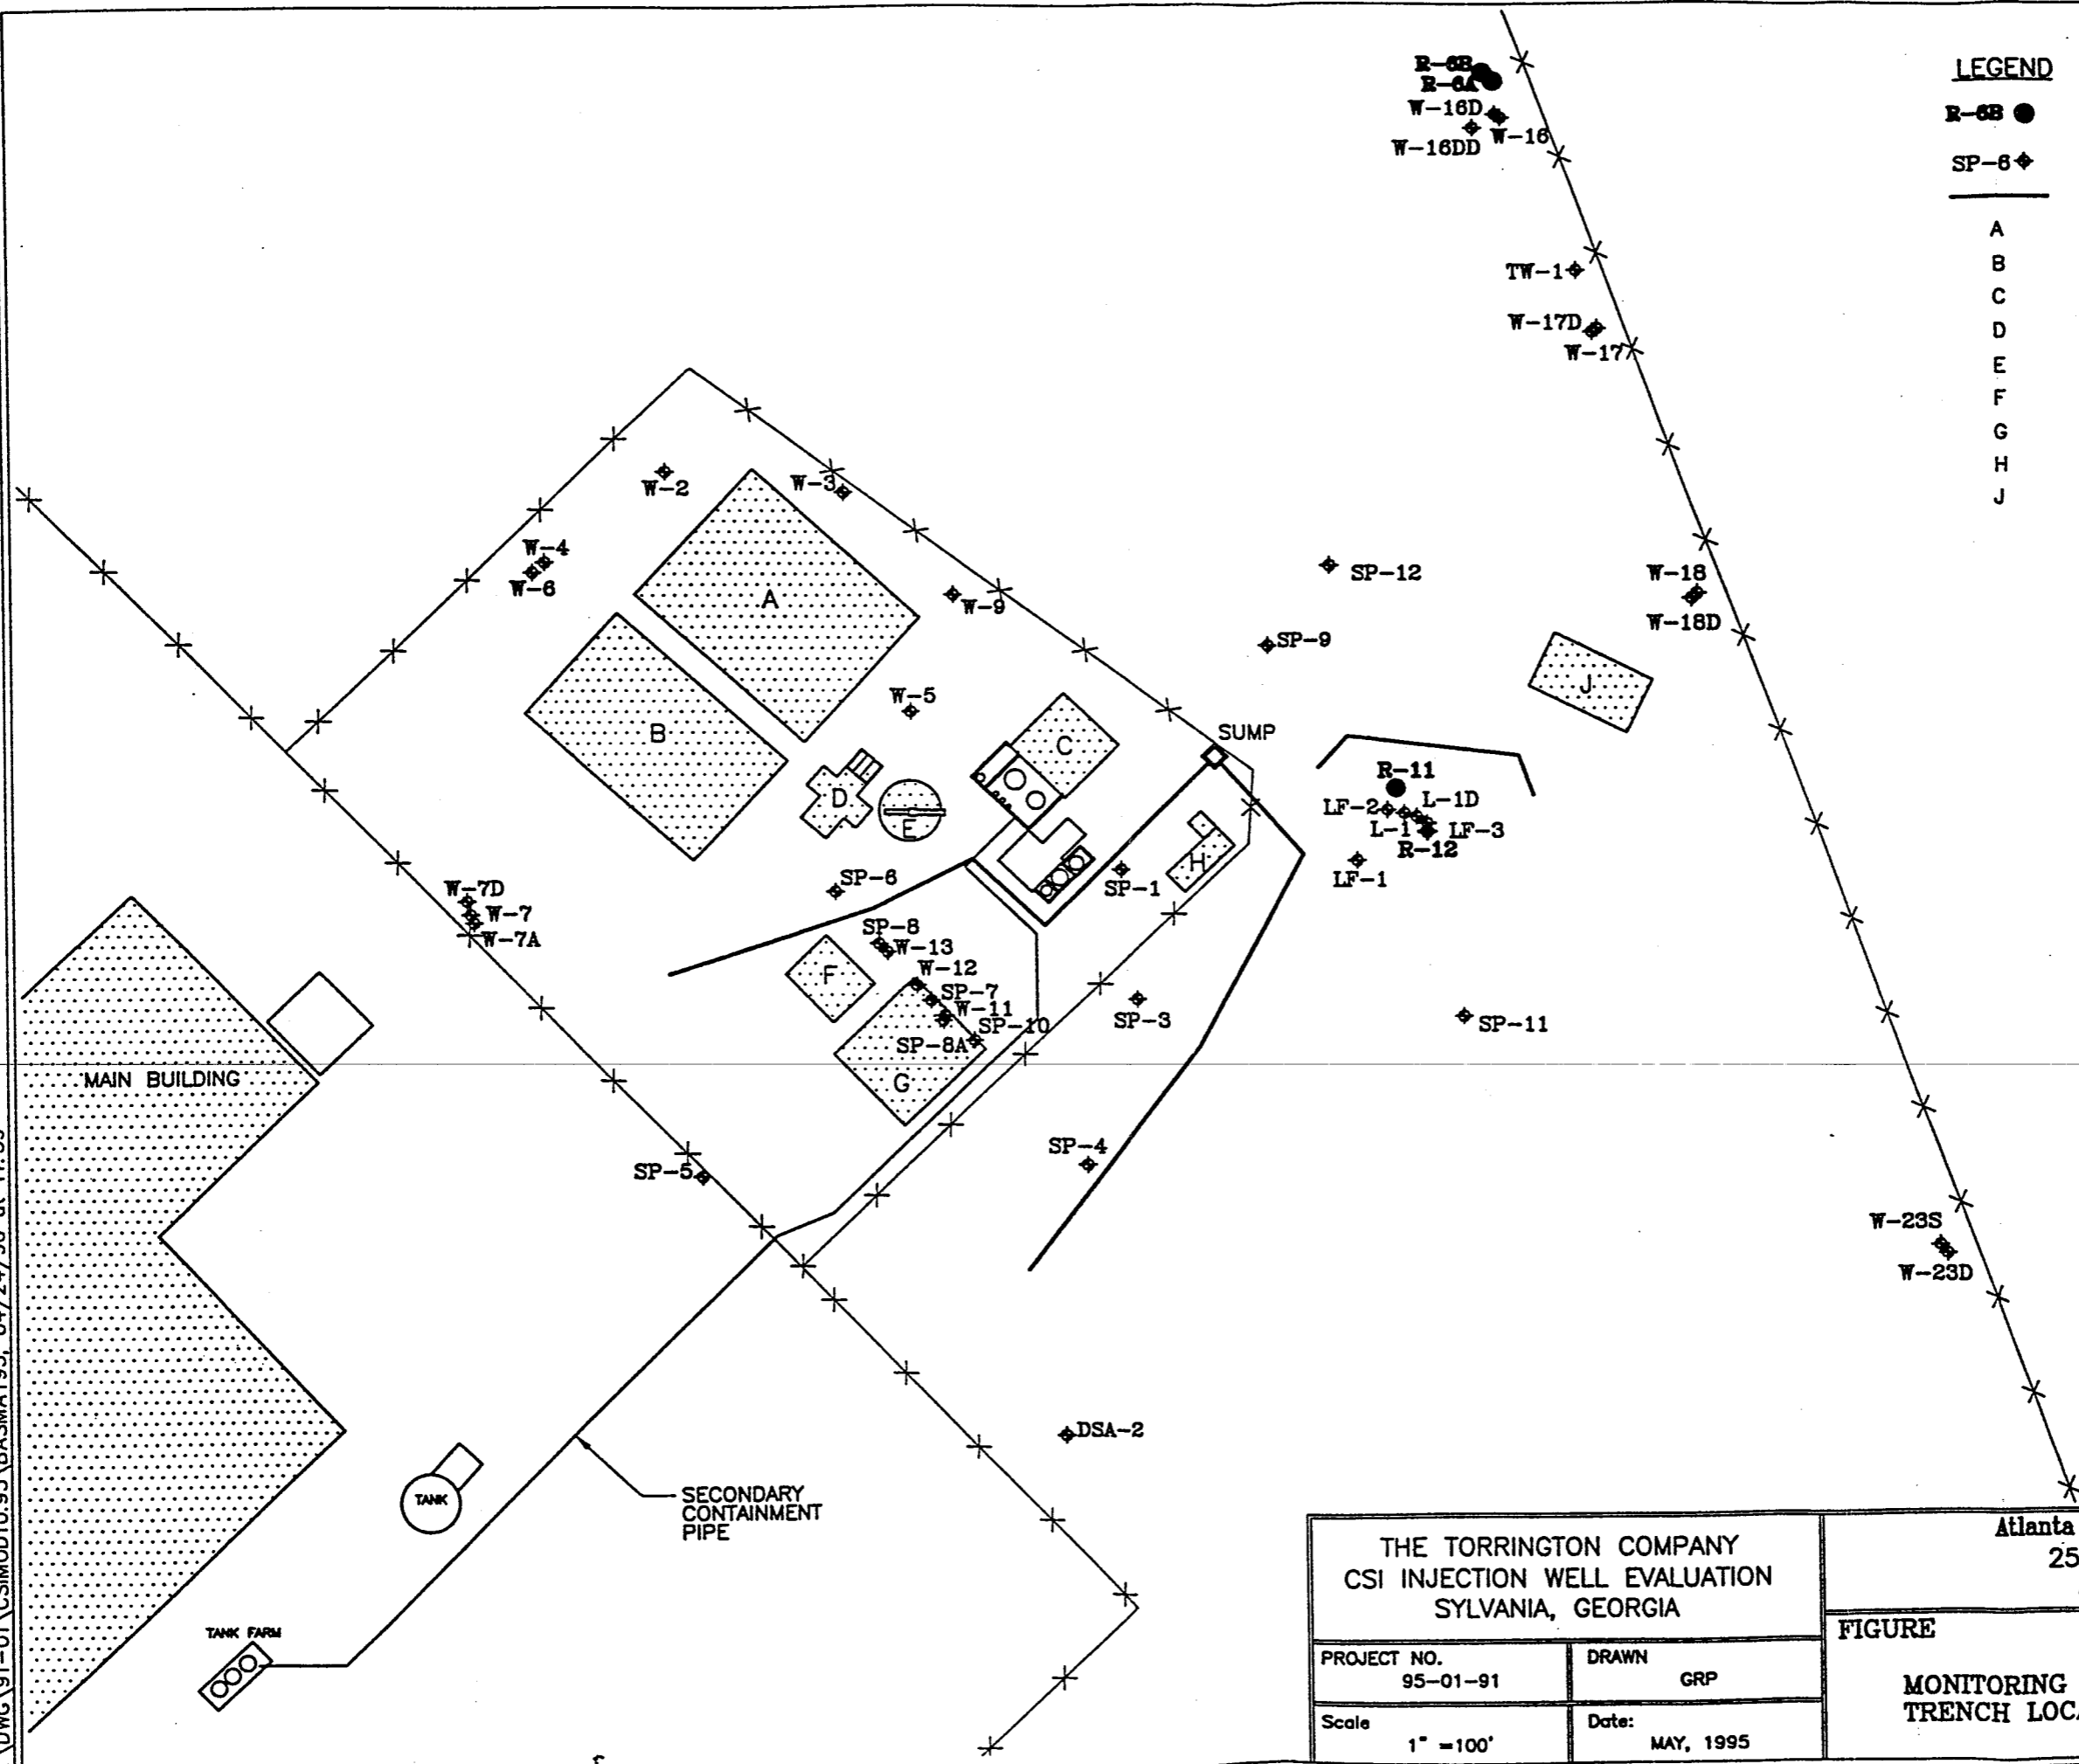 R-6B
R-6A
W-16D
W-16
W-16DD
LEGEND
R-6B
SP-6
A
B
C
D
E
F
G
H
J
TW-1
W-17D
W-17
W-2
W-3
W-4
W-6
A
W-9
SP-12
W-18
W-18D
SP-9
J
W-5
B
C
SUMP
D
E
R-11
LF-2
L-1D
L-1
LF-3
R-12
LF-1
H
SP-1
SP-6
W-7D
W-7
W-7A
SP-8
W-13
F
W-12
SP-7
W-11
SP-10
SP-8A
G
SP-3
SP-11
MAIN BUILDING
SP-4
SP-5
W-23S
W-23D
DSA-2
TANK
SECONDARY
CONTAINMENT
PIPE
TANK FARM
THE TORRINGTON COMPANY
CSI INJECTION WELL EVALUATION
SYLVANIA, GEORGIA
PROJECT NO.
95-01-91
DRAWN
GRP
Scale
1" =100'
Date:
MAY, 1995
Atlanta
25
FIGURE
MONITORING
TRENCH LOC